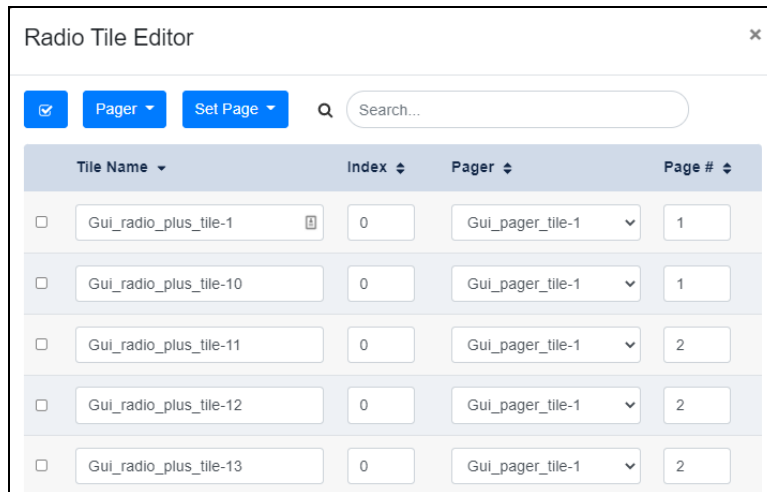 Radio Tile Editor ×
Pager Set Page Search...
Tile Name Index Pager Page #
Gui_radio_plus_tile-1 0 Gui_pager_tile-1 1
Gui_radio_plus_tile-10 0 Gui_pager_tile-1 1
Gui_radio_plus_tile-11 0 Gui_pager_tile-1 2
Gui_radio_plus_tile-12 0 Gui_pager_tile-1 2
Gui_radio_plus_tile-13 0 Gui_pager_tile-1 2